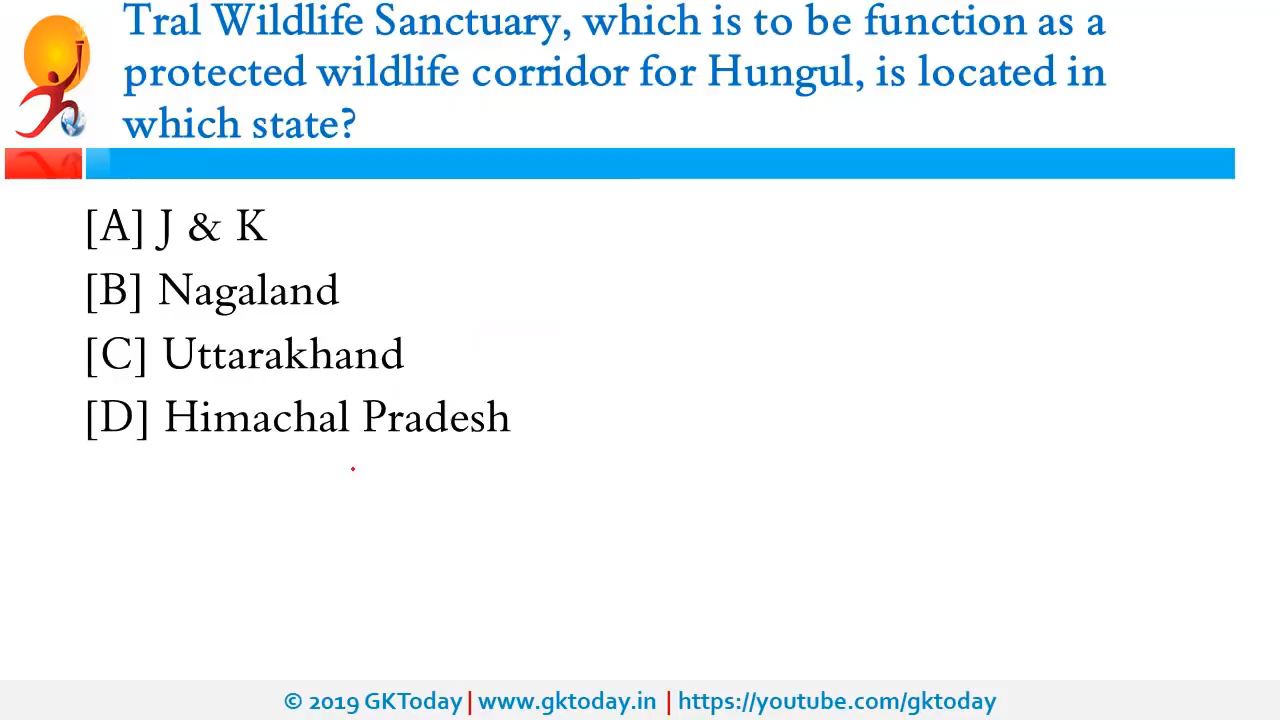 Tral Wildlife Sanctuary, which is to be function as a
protected wildlife corridor for Hungul, is located in
which state?
[A] J & K
[B] Nagaland
[C] Uttarakhand
[D] Himachal Pradesh
© 2019 GKToday | www.gktoday.in | https://youtube.com/gktoday